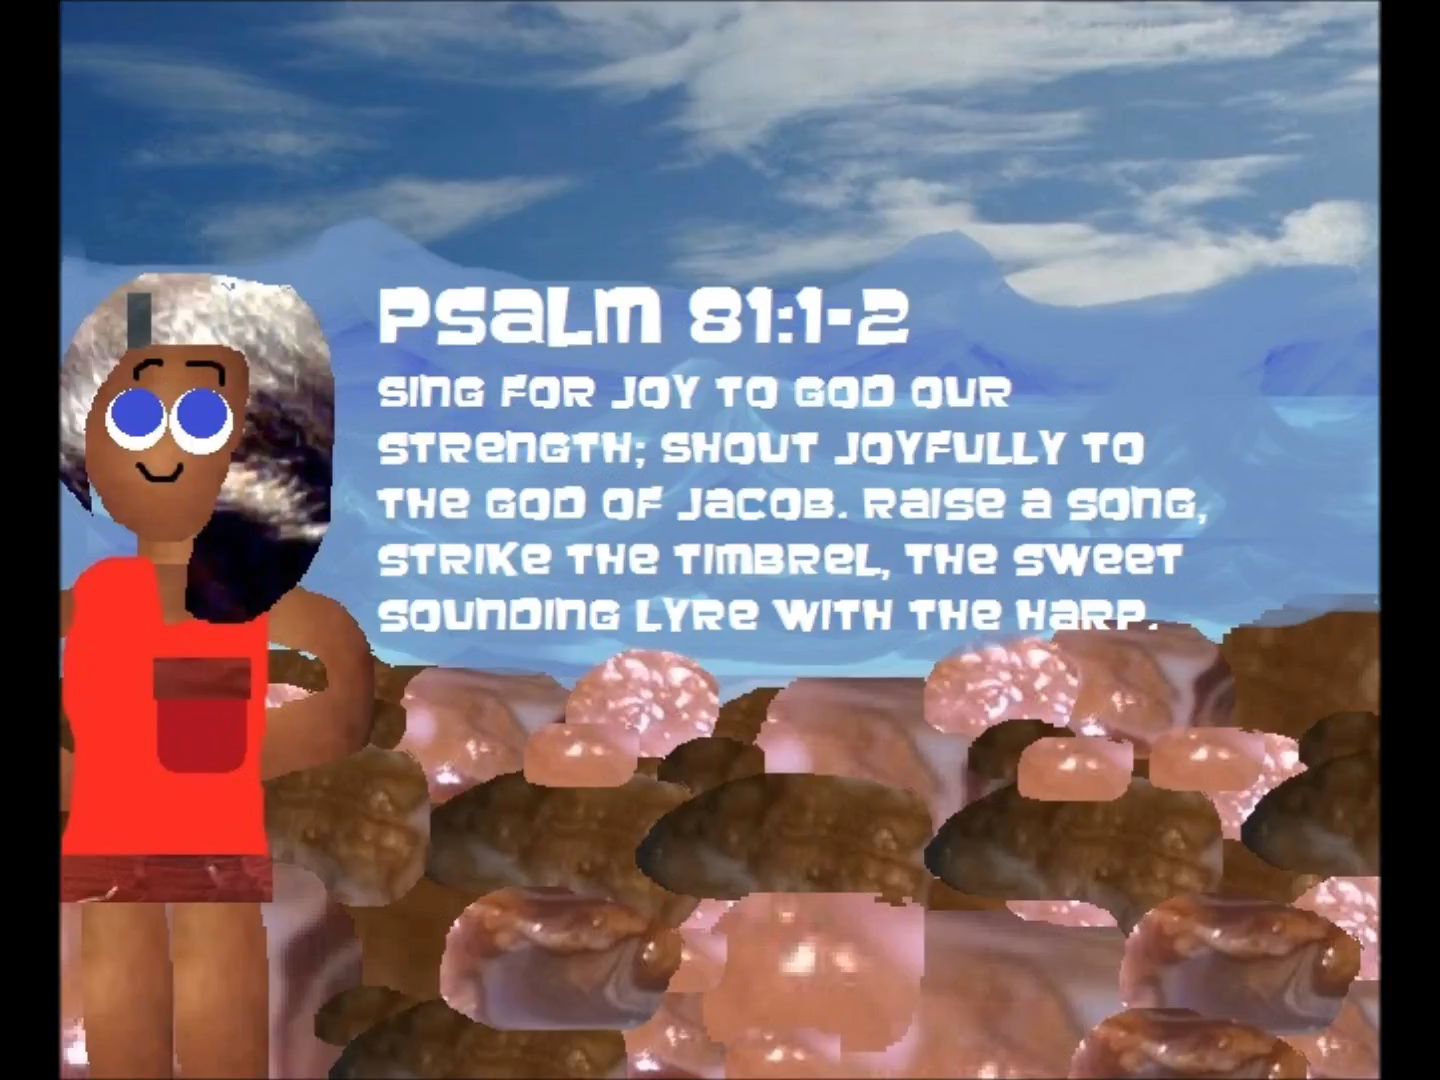 PSALM 81:1-2
SING FOR JOY TO GOD OUR
STRENGTH; SHOUT JOYFULLY TO
THE GOD OF JACOB. RAISE A SONG,
STRIKE THE TIMBREL, THE SWEET
SOUNDING LYRE WITH THE HARP.